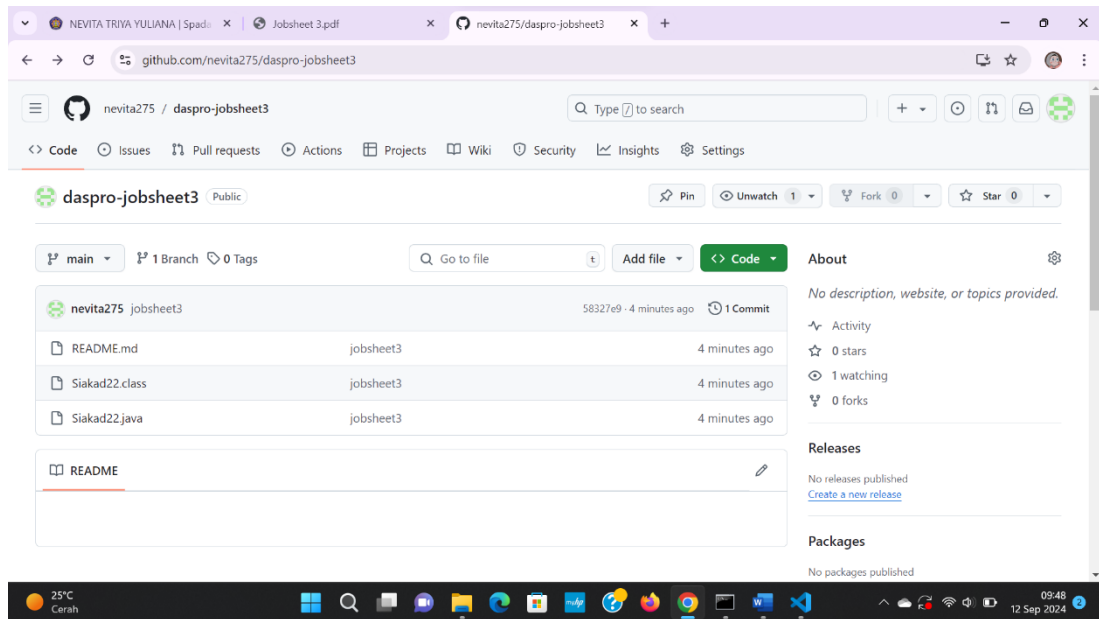 NEVITA TRIYA YULIANA | Spada
Jobsheet 3.pdf
nevita275/daspro-jobsheet3
github.com/nevita275/daspro-jobsheet3
nevita275 / daspro-jobsheet3
Type / to search
Code Issues Pull requests Actions Projects Wiki Security Insights Settings
daspro-jobsheet3 Public
Pin Unwatch 1 Fork 0 Star 0
main 1 Branch 0 Tags Go to file t Add file Code
nevita275 jobsheet3 58327e9 · 4 minutes ago 1 Commit
README.md jobsheet3 4 minutes ago
Siakad22.class jobsheet3 4 minutes ago
Siakad22.java jobsheet3 4 minutes ago
README
About
No description, website, or topics provided.
Activity
0 stars
1 watching
0 forks
Releases
No releases published
Create a new release
Packages
No packages published
25°C
Cerah
myhp
09:48
12 Sep 2024
2